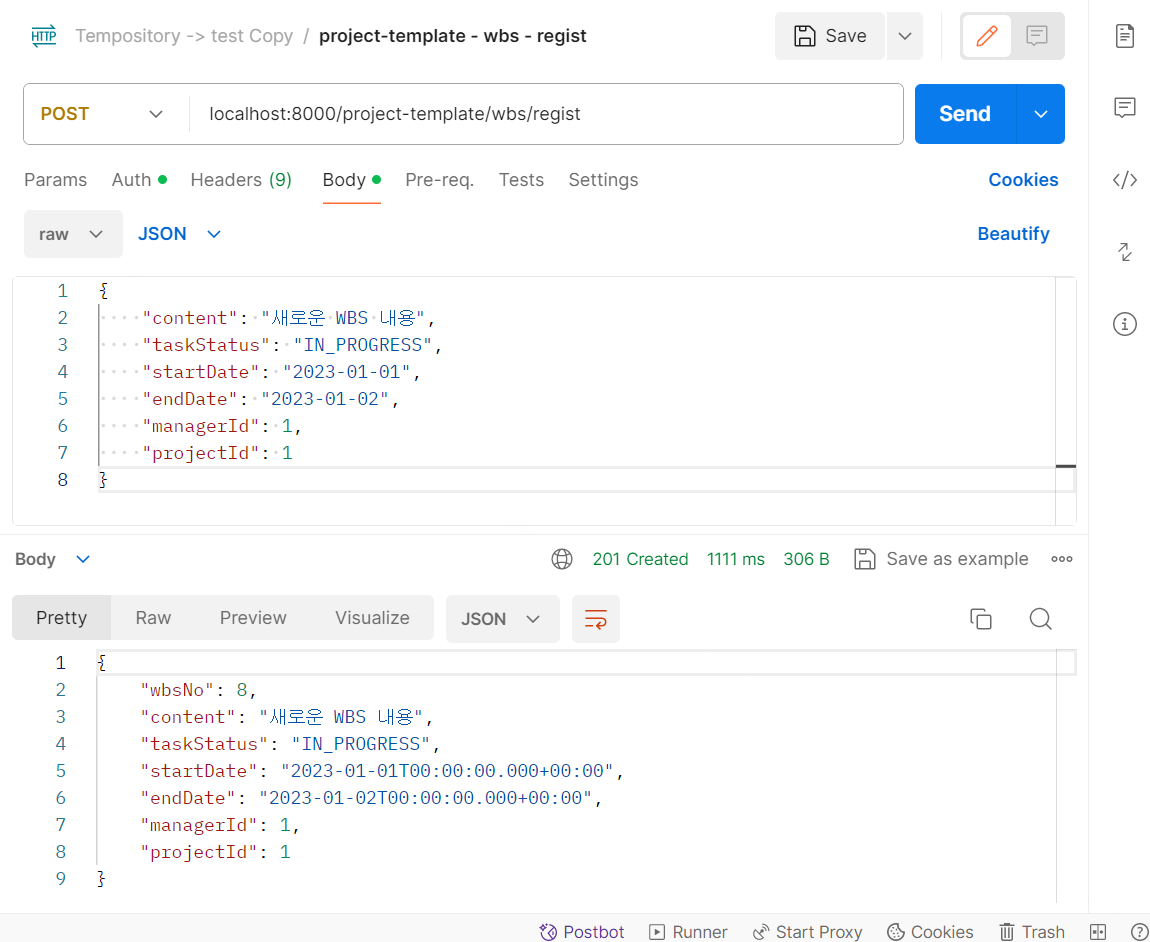 HTTP Tempository -> test Copy / project-template - wbs - regist Save
POST localhost:8000/project-template/wbs/regist Send
Params Auth Headers (9) Body Pre-req. Tests Settings Cookies
raw JSON Beautify
1 {
2 "content": "새로운 WBS 내용",
3 "taskStatus": "IN_PROGRESS",
4 "startDate": "2023-01-01",
5 "endDate": "2023-01-02",
6 "managerId": 1,
7 "projectId": 1
8 }
Body 201 Created 1111 ms 306 B Save as example
Pretty Raw Preview Visualize JSON
1 {
2 "wbsNo": 8,
3 "content": "새로운 WBS 내용",
4 "taskStatus": "IN_PROGRESS",
5 "startDate": "2023-01-01T00:00:00.000+00:00",
6 "endDate": "2023-01-02T00:00:00.000+00:00",
7 "managerId": 1,
8 "projectId": 1
9 }
Postbot Runner Start Proxy Cookies Trash